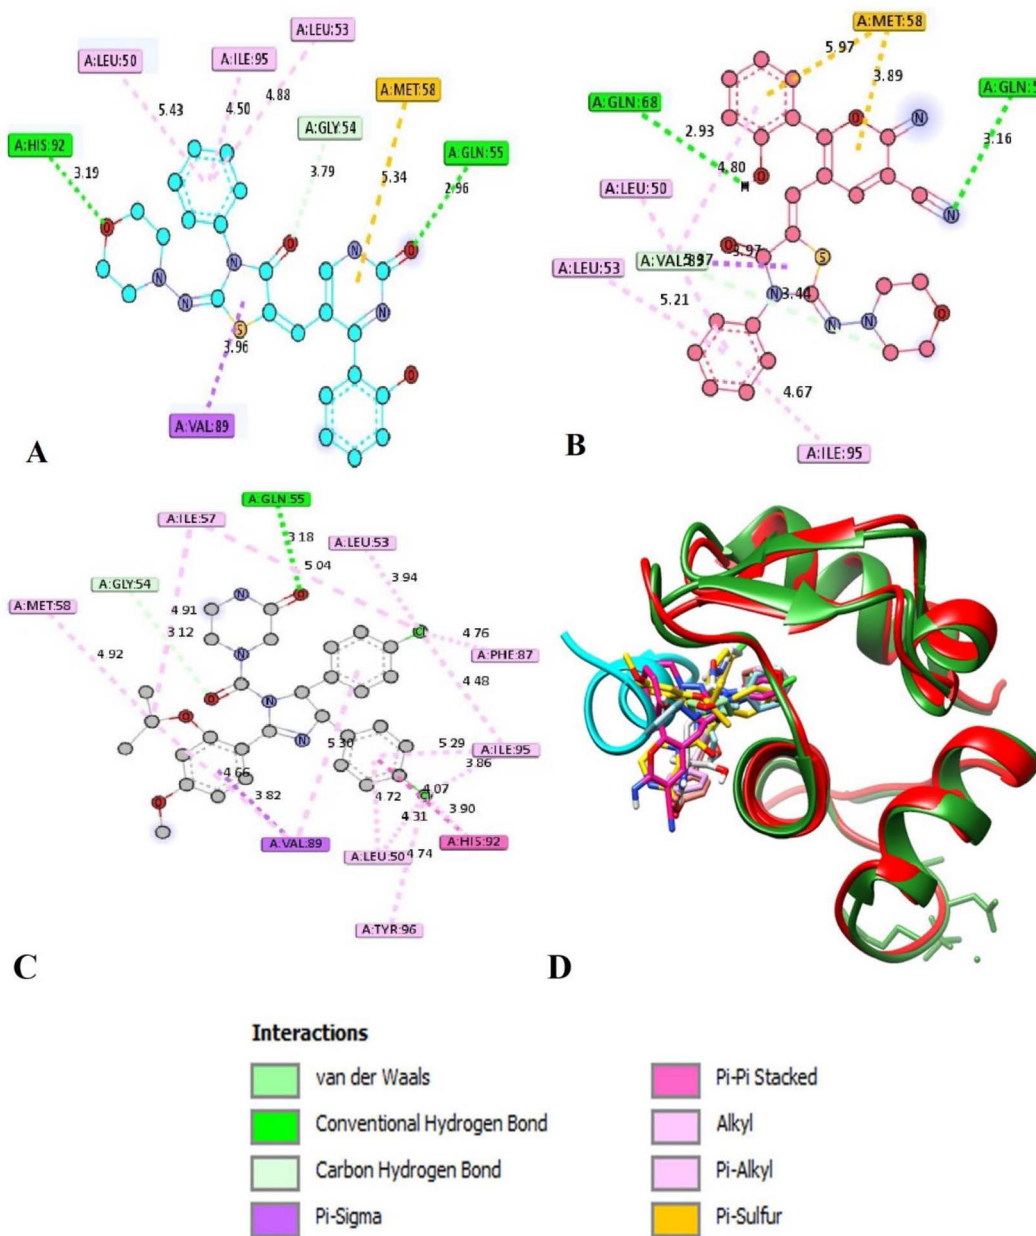 A:LEU:53
A:LEU:50
A:ILE:95
5.43
4.50
4.88
A:MET:58
A:HIS:92
A:GLY:54
A:GLN:55
3.19
3.79
5.34
2.96
O
N
O
N
O
N
N
S
N
3.96
O
A:VAL:89
A
A:MET:58
5.97
3.89
A:GLN:68
A:GLN:5
2.93
3.16
O
N
4.80
O
N
A:LEU:50
O
S
3.97
A:LEU:53
5.21
N
3.44
N
N
O
4.67
A:ILE:95
B
A:GLN:55
A:ILE:57
3.18
A:LEU:53
5.04
A:GLY:54
3.94
N
O
A:MET:58
4.91
Cl
4.76
3.12
A:PHE:87
4.92
N
4.48
O
N
O
N
5.30
5.29
A:ILE:95
4.66
3.86
3.82
4.72
4.07
Cl
3.90
O
4.31
A:VAL:89
A:LEU:50
4.74
A:HIS:92
A:TYR:96
C
D
Interactions
van der Waals
Conventional Hydrogen Bond
Carbon Hydrogen Bond
Pi-Sigma
Pi-Pi Stacked
Alkyl
Pi-Alkyl
Pi-Sulfur